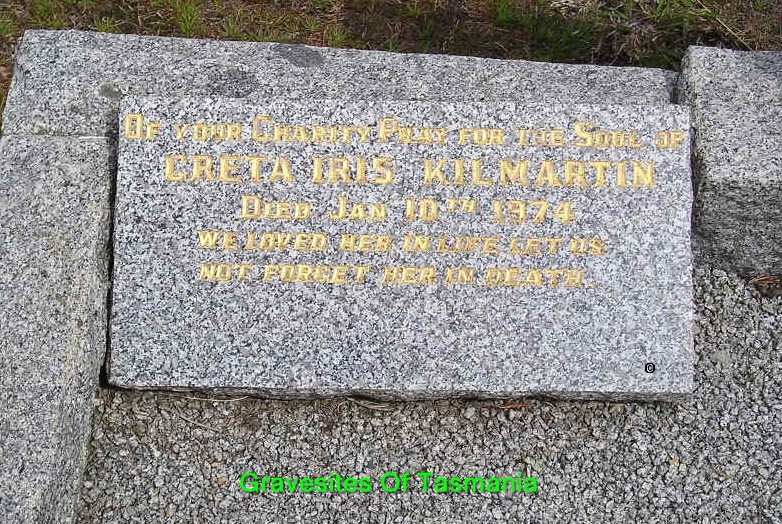 OF YOUR CHARITY PRAY FOR THE SOUL OF
GRETA IRIS KILMARTIN
DIED JAN 10TH 1974
WE LOVED HER IN LIFE LET US
NOT FORGET HER IN DEATH.
©
Gravesites Of Tasmania